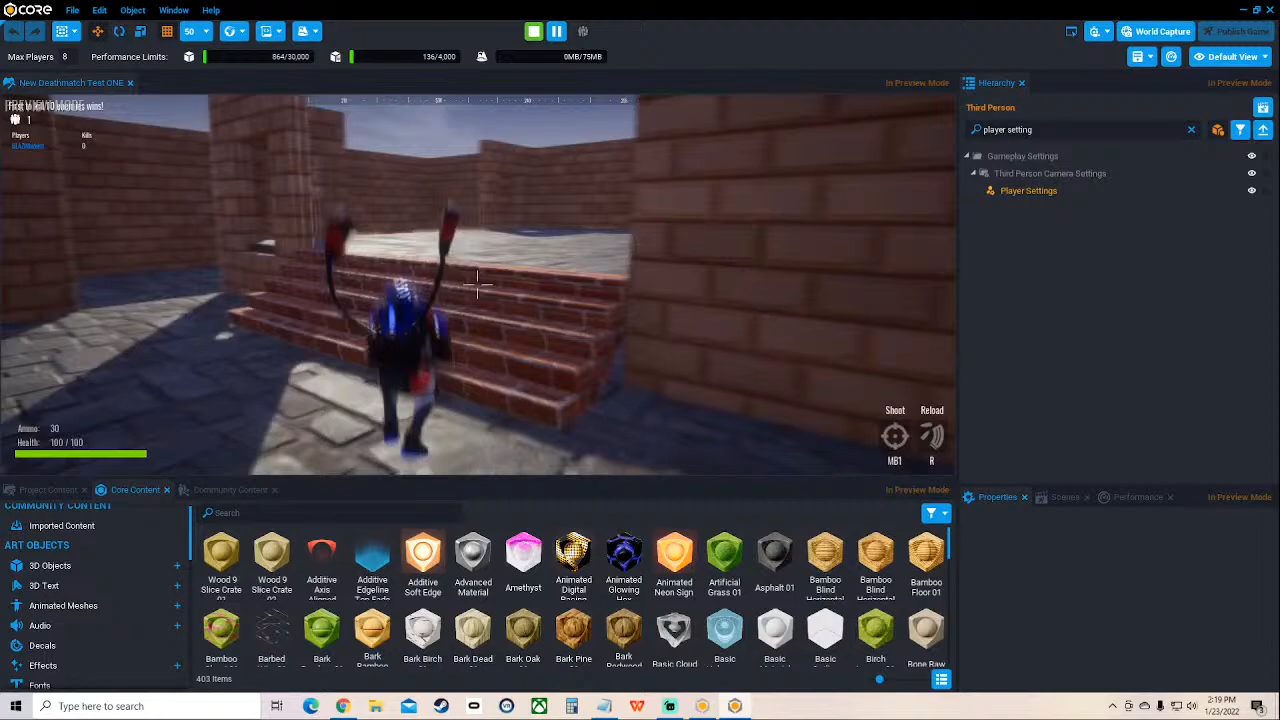 CORE File Edit Object Window Help
50
World Capture Publish Game
Max Players 8 Performance Limits: 864/30,000 136/4,000 0MB/75MB
Default View
New Deathmatch Test ONE In Preview Mode
Hierarchy In Preview Mode
1
Players Kills
0
Third Person
player setting
Gameplay Settings
Third Person Camera Settings
Player Settings
Shoot Reload
MB1 R
Ammo: 30
Health: 100 / 100
Project Content Core Content Community Content In Preview Mode
Properties Scenes Performance In Preview Mode
COMMUNITY CONTENT
Imported Content
ART OBJECTS
3D Objects
3D Text
Animated Meshes
Audio
Decals
Effects
Fonts
Search
Wood 9 Slice Crate
Wood 9 Slice Crate
Additive Axis Aligned
Additive Edgeline
Additive Soft Edge
Advanced Material
Amethyst
Animated Digital
Animated Glowing
Animated Neon Sign
Artificial Grass 01
Asphalt 01
Bamboo Blind
Bamboo Blind
Bamboo Floor 01
Bamboo
Barbed
Bark
Bark Bamboo
Bark Birch
Bark Dead
Bark Oak
Bark Pine
Bark
Basic Cloud
Basic
Basic
Basic
Birch
Bone Raw
403 Items
Type here to search
2:19 PM
1/23/2022
3